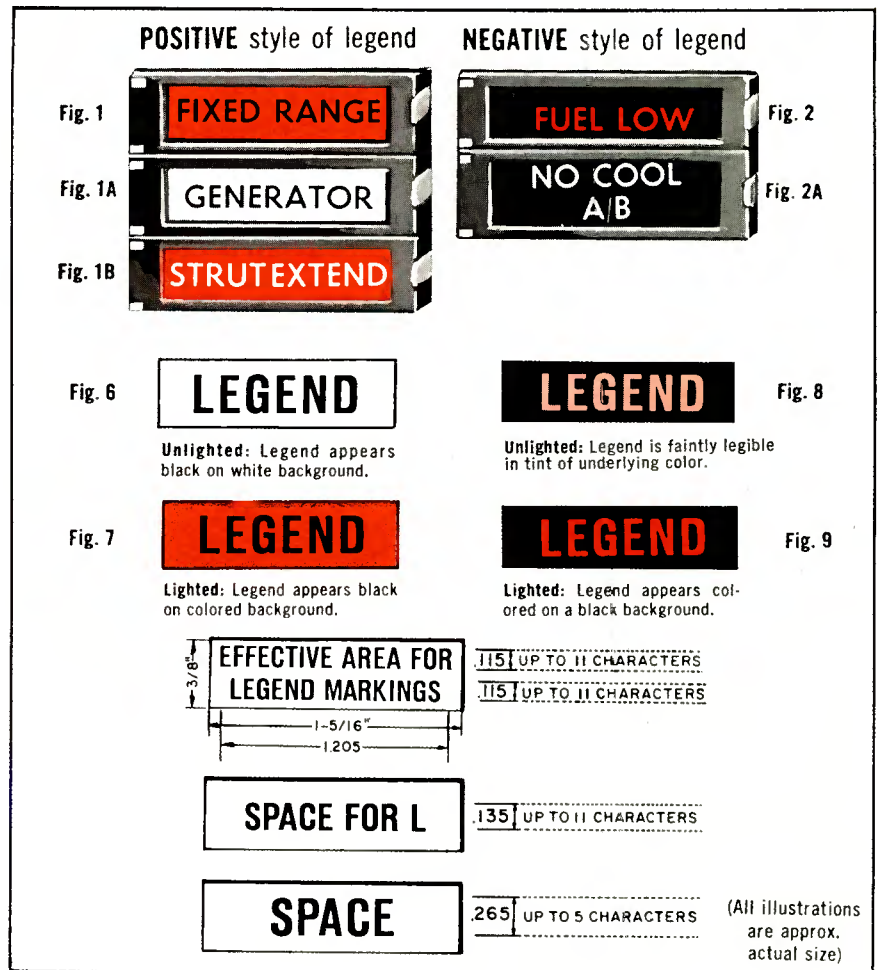 POSITIVE style of legend
NEGATIVE style of legend
Fig. 1
FIXED RANGE
FUEL LOW
Fig. 2
Fig. 1A
GENERATOR
NO COOL
A/B
Fig. 2A
Fig. 1B
STRUT EXTEND
Fig. 6
LEGEND
Unlighted: Legend appears
black on white background.
LEGEND
Fig. 8
Unlighted: Legend is faintly legible
in tint of underlying color.
Fig. 7
LEGEND
Lighted: Legend appears black
on colored background.
LEGEND
Fig. 9
Lighted: Legend appears col-
ored on a black background.
3/8"
EFFECTIVE AREA FOR
LEGEND MARKINGS
.115 UP TO 11 CHARACTERS
.115 UP TO 11 CHARACTERS
1-5/16"
1.205
SPACE FOR L
.135 UP TO 11 CHARACTERS
SPACE
.265 UP TO 5 CHARACTERS
(All illustrations
are approx.
actual size)